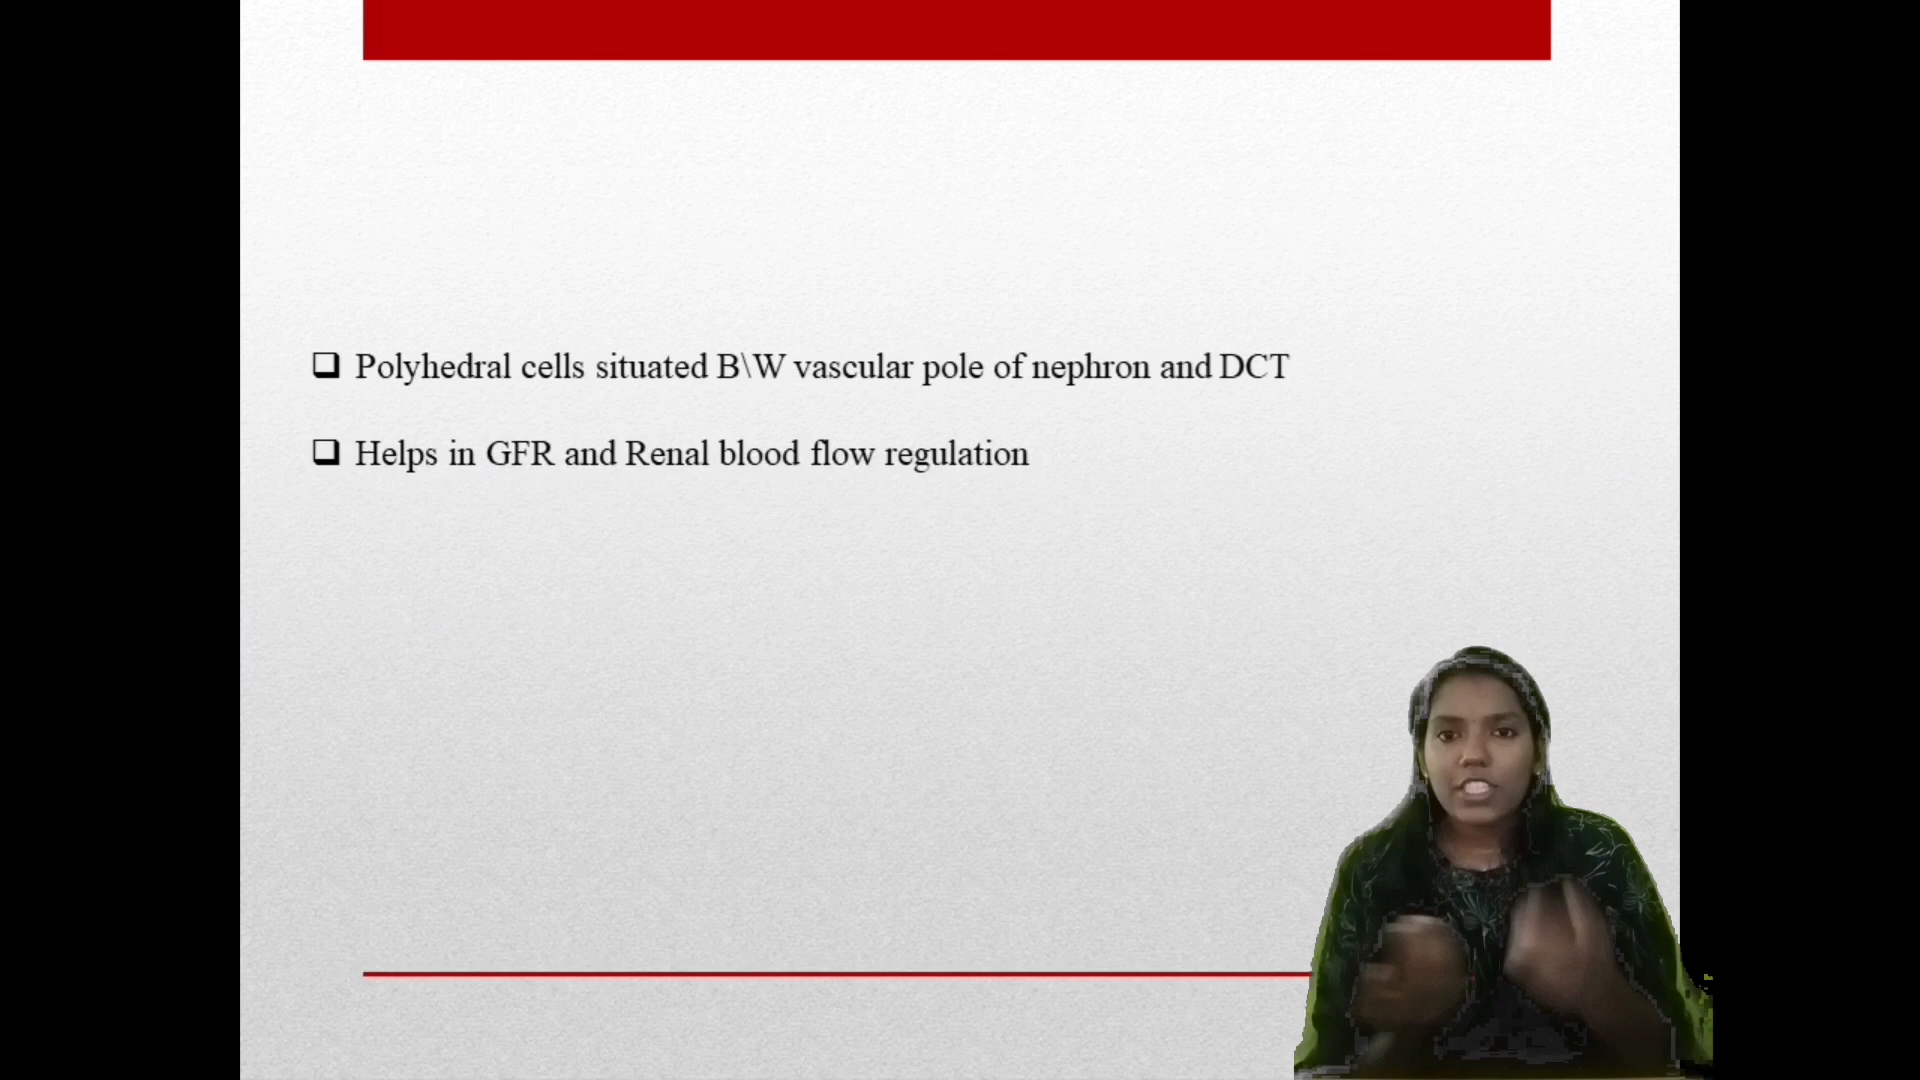 Polyhedral cells situated B\W vascular pole of nephron and DCT
Helps in GFR and Renal blood flow regulation